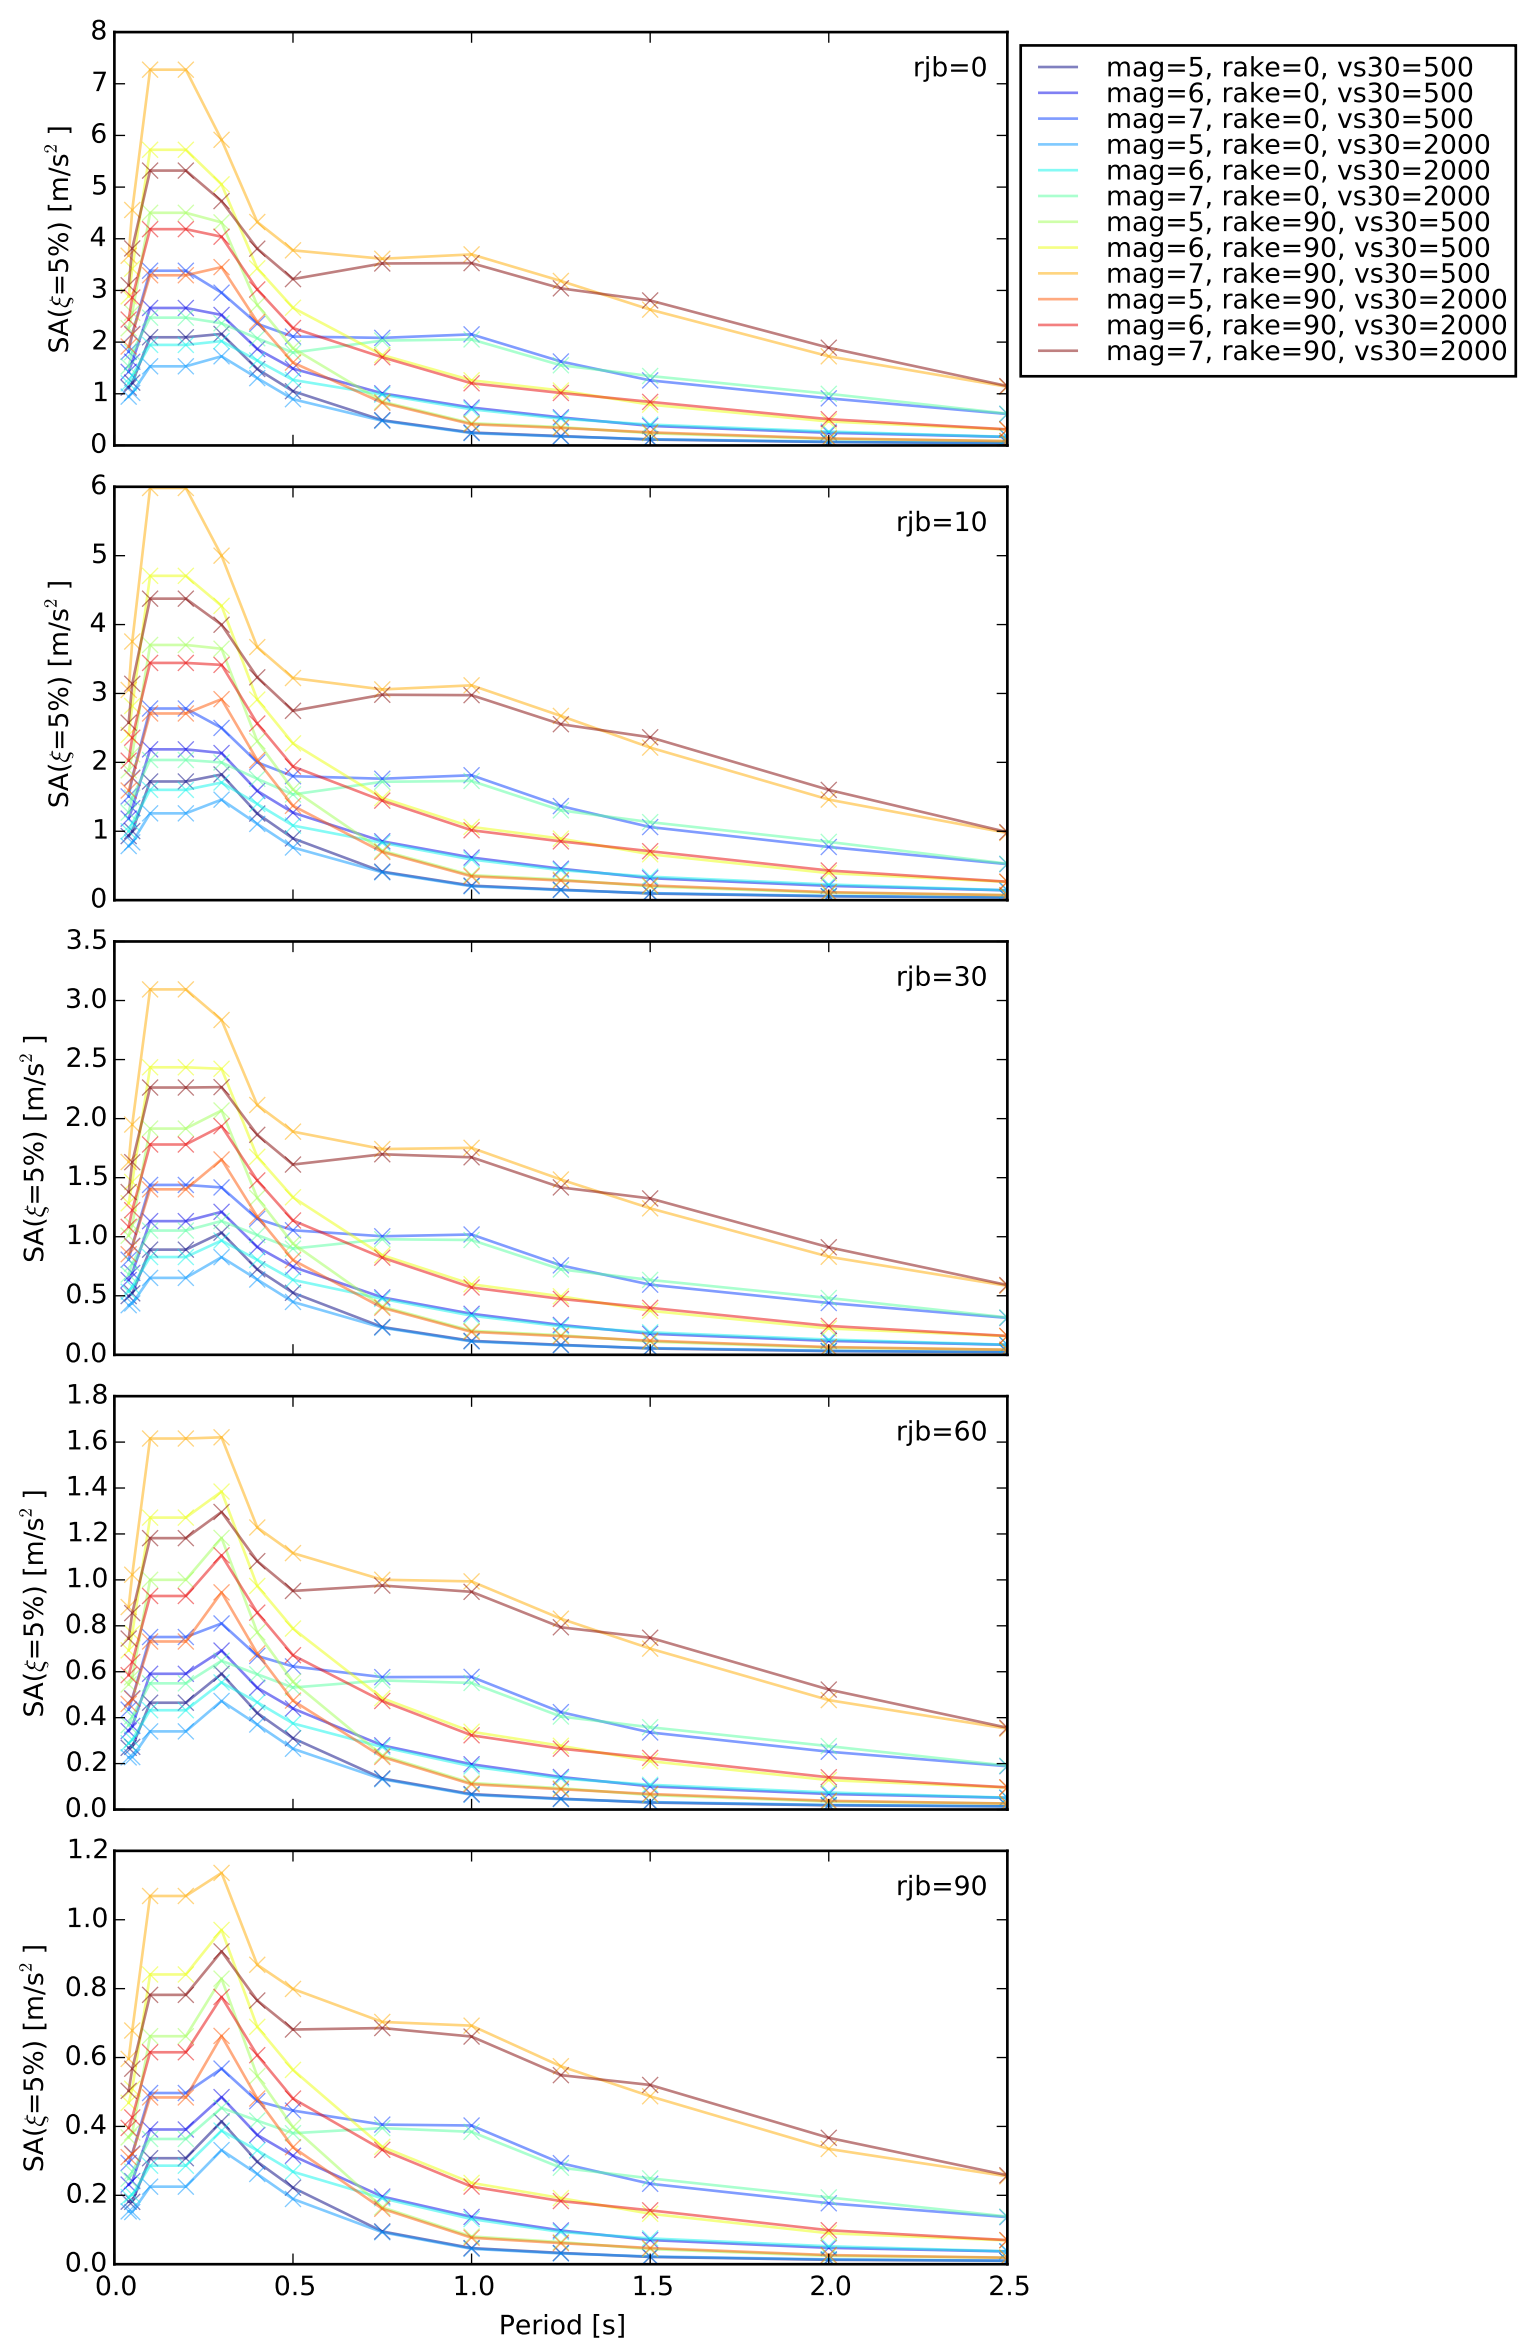 8
7
6
5
4
3
2
1
0
SA(ξ=5%) [m/s² ]
rjb=0
mag=5, rake=0, vs30=500
mag=6, rake=0, vs30=500
mag=7, rake=0, vs30=500
mag=5, rake=0, vs30=2000
mag=6, rake=0, vs30=2000
mag=7, rake=0, vs30=2000
mag=5, rake=90, vs30=500
mag=6, rake=90, vs30=500
mag=7, rake=90, vs30=500
mag=5, rake=90, vs30=2000
mag=6, rake=90, vs30=2000
mag=7, rake=90, vs30=2000
6
5
4
3
2
1
0
SA(ξ=5%) [m/s² ]
rjb=10
3.5
3.0
2.5
2.0
1.5
1.0
0.5
0.0
SA(ξ=5%) [m/s² ]
rjb=30
1.8
1.6
1.4
1.2
1.0
0.8
0.6
0.4
0.2
0.0
SA(ξ=5%) [m/s² ]
rjb=60
1.2
1.0
0.8
0.6
0.4
0.2
0.0
SA(ξ=5%) [m/s² ]
rjb=90
0.0 0.5 1.0 1.5 2.0 2.5
Period [s]